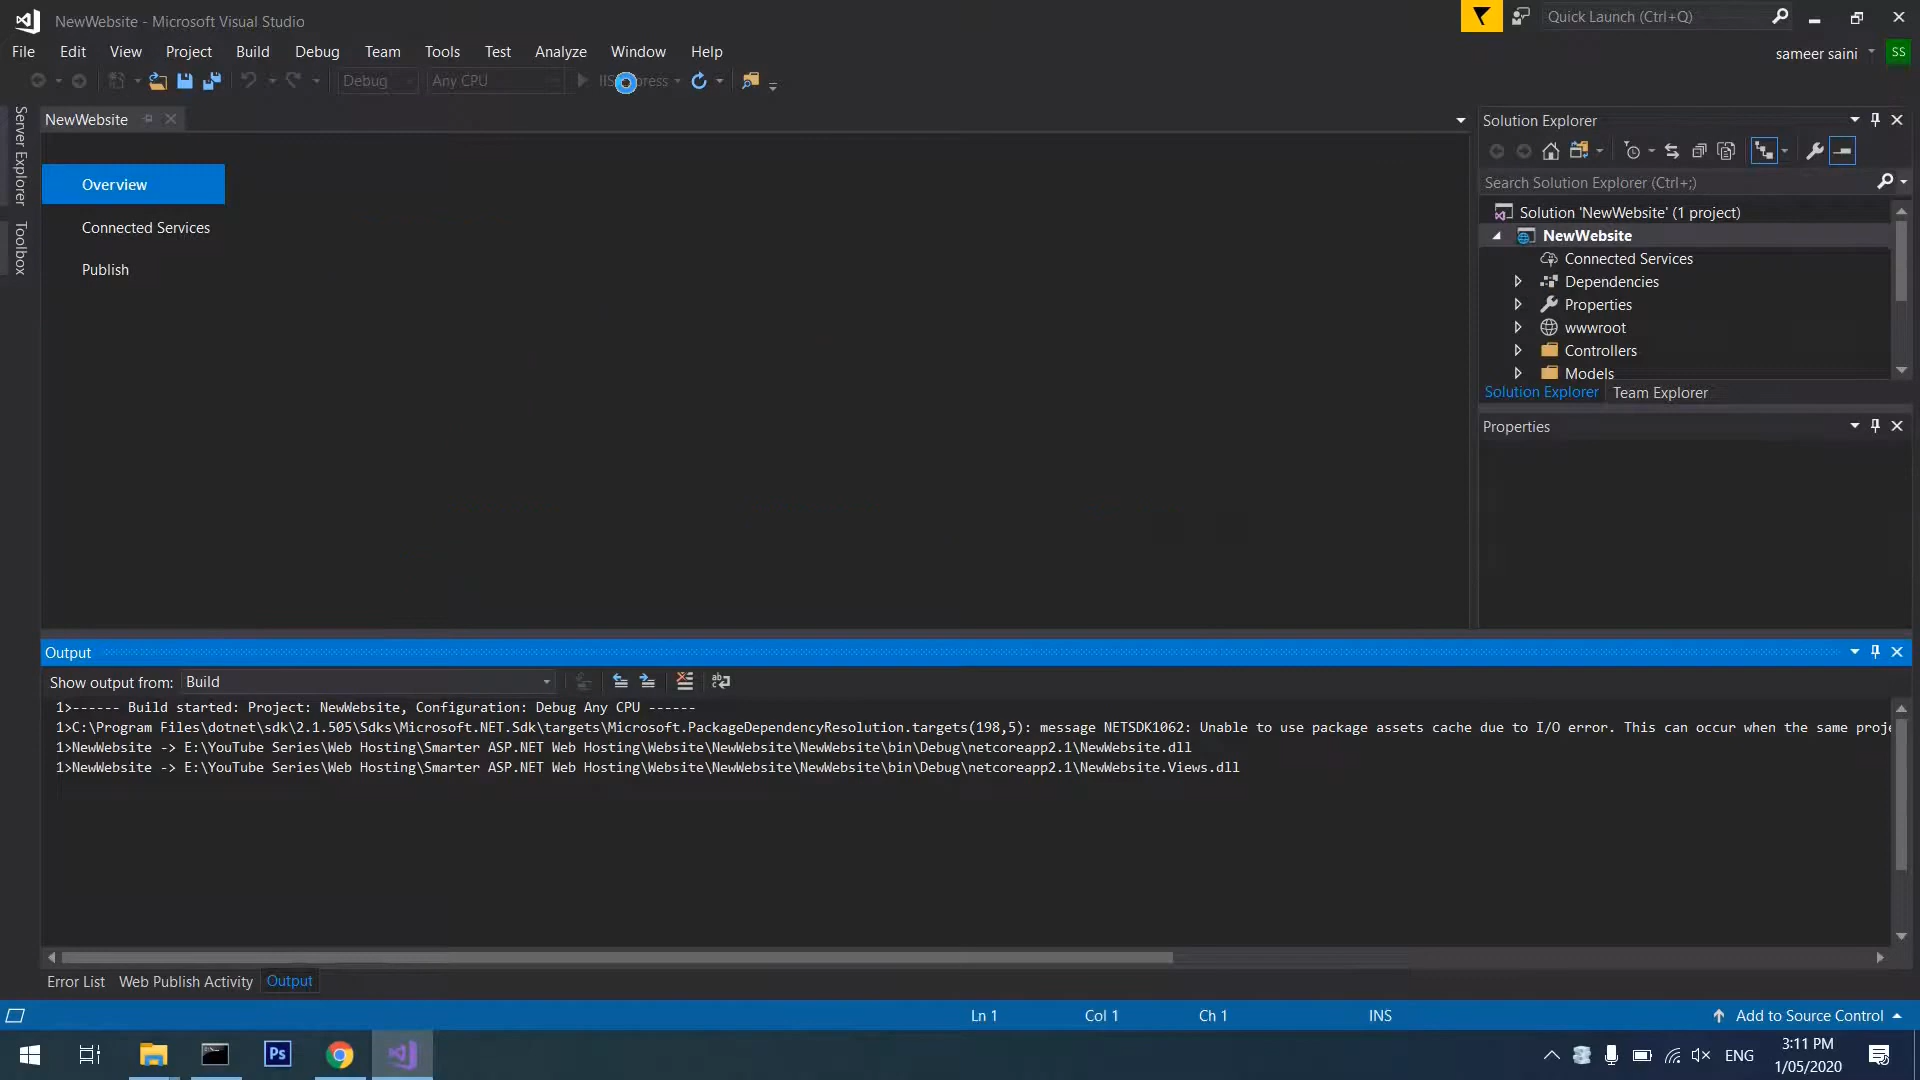 NewWebsite - Microsoft Visual Studio
Quick Launch (Ctrl+Q)
File Edit View Project Build Debug Team Tools Test Analyze Window Help
sameer saini SS
Debug Any CPU
NewWebsite
Server Explorer
Toolbox
Overview
Connected Services
Publish
Solution Explorer
Search Solution Explorer (Ctrl+;)
Solution 'NewWebsite' (1 project)
NewWebsite
Connected Services
Dependencies
Properties
wwwroot
Controllers
Models
Solution Explorer Team Explorer
Properties
Output
Show output from: Build
1>------ Build started: Project: NewWebsite, Configuration: Debug Any CPU ------
1>C:\Program Files\dotnet\sdk\2.1.505\Sdks\Microsoft.NET.Sdk\targets\Microsoft.PackageDependencyResolution.targets(198,5): message NETSDK1062: Unable to use package assets cache due to I/O error. This can occur when the same proje
1>NewWebsite -> E:\YouTube Series\Web Hosting\Smarter ASP.NET Web Hosting\Website\NewWebsite\NewWebsite\bin\Debug\netcoreapp2.1\NewWebsite.dll
1>NewWebsite -> E:\YouTube Series\Web Hosting\Smarter ASP.NET Web Hosting\Website\NewWebsite\NewWebsite\bin\Debug\netcoreapp2.1\NewWebsite.Views.dll
Error List Web Publish Activity Output
Ln 1 Col 1 Ch 1 INS Add to Source Control
Ps
ENG
3:11 PM
1/05/2020